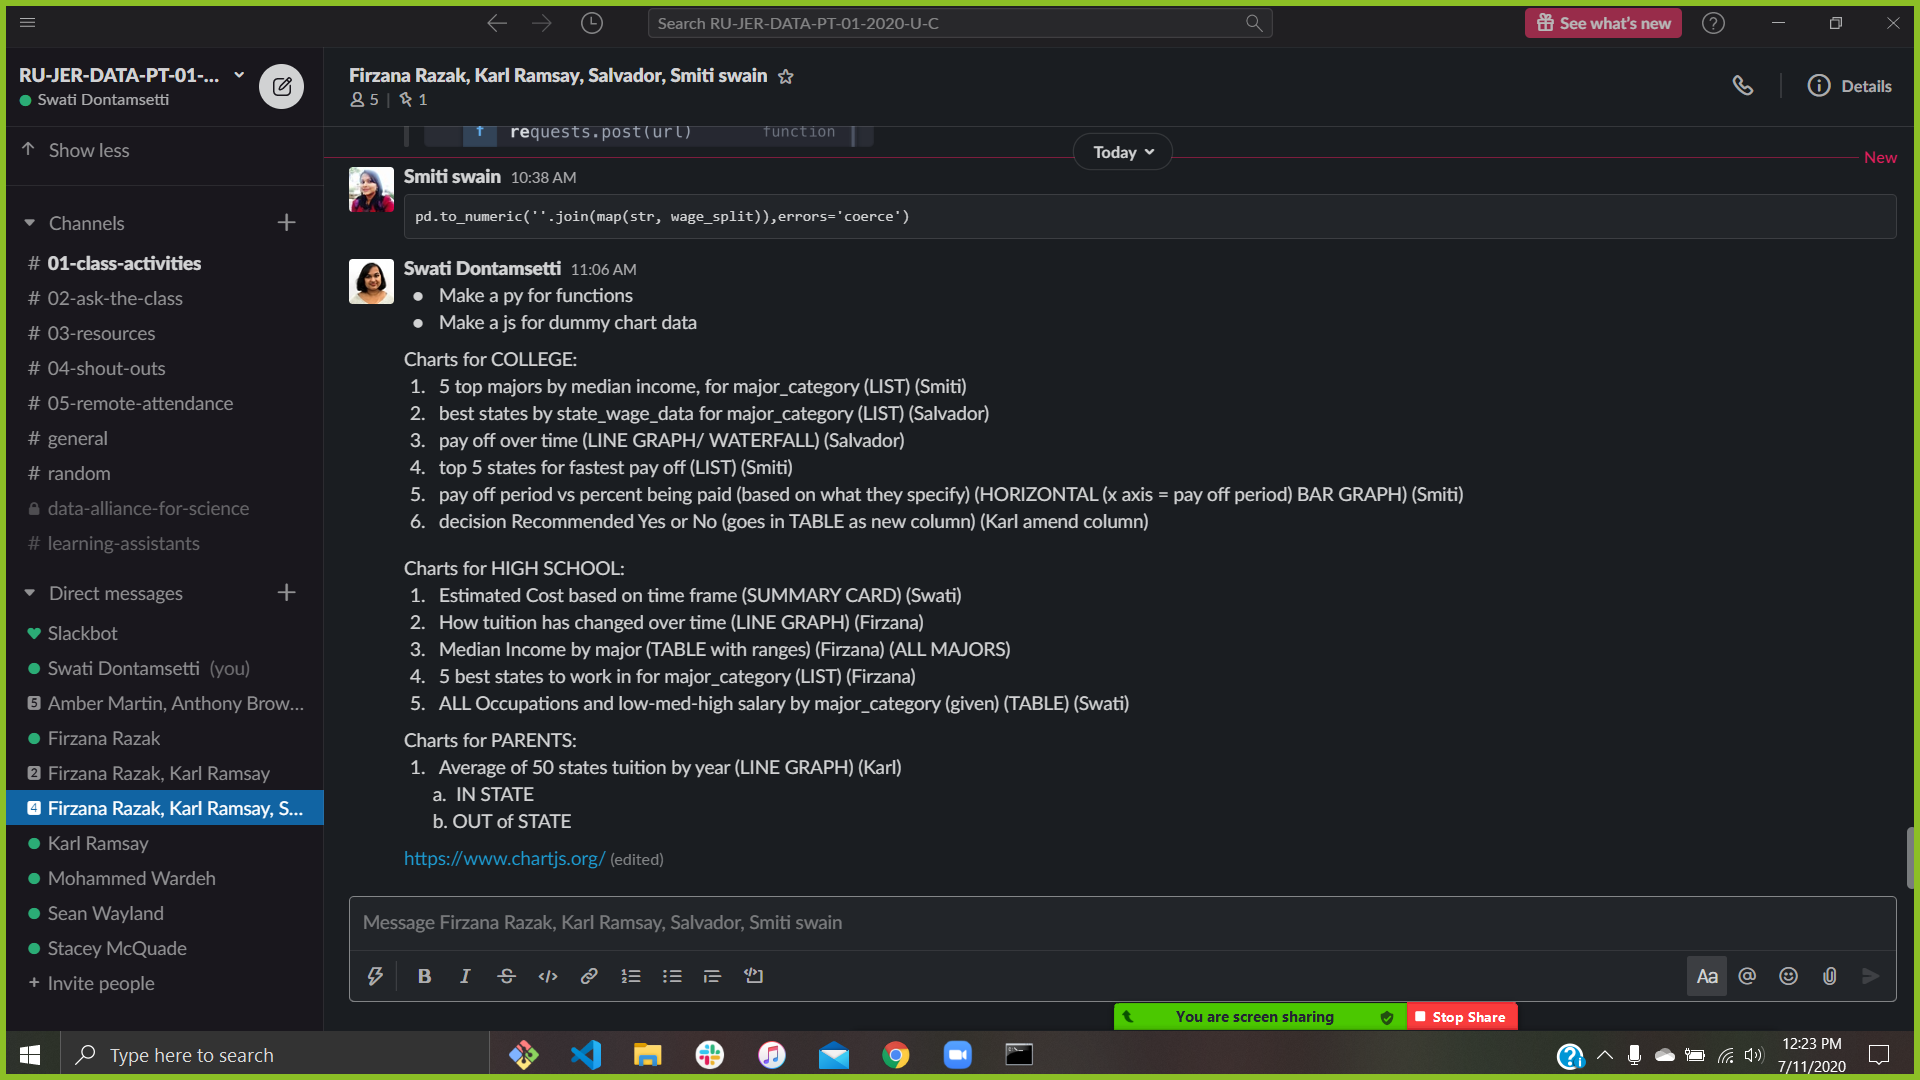 Search RU-JER-DATA-PT-01-2020-U-C
See what's new
RU-JER-DATA-PT-01-...
Swati Dontamsetti
Show less
Channels
# 01-class-activities
# 02-ask-the-class
# 03-resources
# 04-shout-outs
# 05-remote-attendance
# general
# random
data-alliance-for-science
# learning-assistants
Direct messages
Slackbot
Swati Dontamsetti (you)
5 Amber Martin, Anthony Brow...
Firzana Razak
2 Firzana Razak, Karl Ramsay
4 Firzana Razak, Karl Ramsay, S...
Karl Ramsay
Mohammed Wardeh
Sean Wayland
Stacey McQuade
+ Invite people
Firzana Razak, Karl Ramsay, Salvador, Smiti swain
5 | 1
Details
f requests.post(url) function
Today
New
Smiti swain 10:38 AM
pd.to_numeric(''.join(map(str, wage_split)),errors='coerce')
Swati Dontamsetti 11:06 AM
• Make a py for functions
• Make a js for dummy chart data
Charts for COLLEGE:
1. 5 top majors by median income, for major_category (LIST) (Smiti)
2. best states by state_wage_data for major_category (LIST) (Salvador)
3. pay off over time (LINE GRAPH/ WATERFALL) (Salvador)
4. top 5 states for fastest pay off (LIST) (Smiti)
5. pay off period vs percent being paid (based on what they specify) (HORIZONTAL (x axis = pay off period) BAR GRAPH) (Smiti)
6. decision Recommended Yes or No (goes in TABLE as new column) (Karl amend column)
Charts for HIGH SCHOOL:
1. Estimated Cost based on time frame (SUMMARY CARD) (Swati)
2. How tuition has changed over time (LINE GRAPH) (Firzana)
3. Median Income by major (TABLE with ranges) (Firzana) (ALL MAJORS)
4. 5 best states to work in for major_category (LIST) (Firzana)
5. ALL Occupations and low-med-high salary by major_category (given) (TABLE) (Swati)
Charts for PARENTS:
1. Average of 50 states tuition by year (LINE GRAPH) (Karl)
a. IN STATE
b. OUT of STATE
https://www.chartjs.org/ (edited)
Message Firzana Razak, Karl Ramsay, Salvador, Smiti swain
B I S </> Aa @
You are screen sharing
Stop Share
Type here to search
12:23 PM
7/11/2020